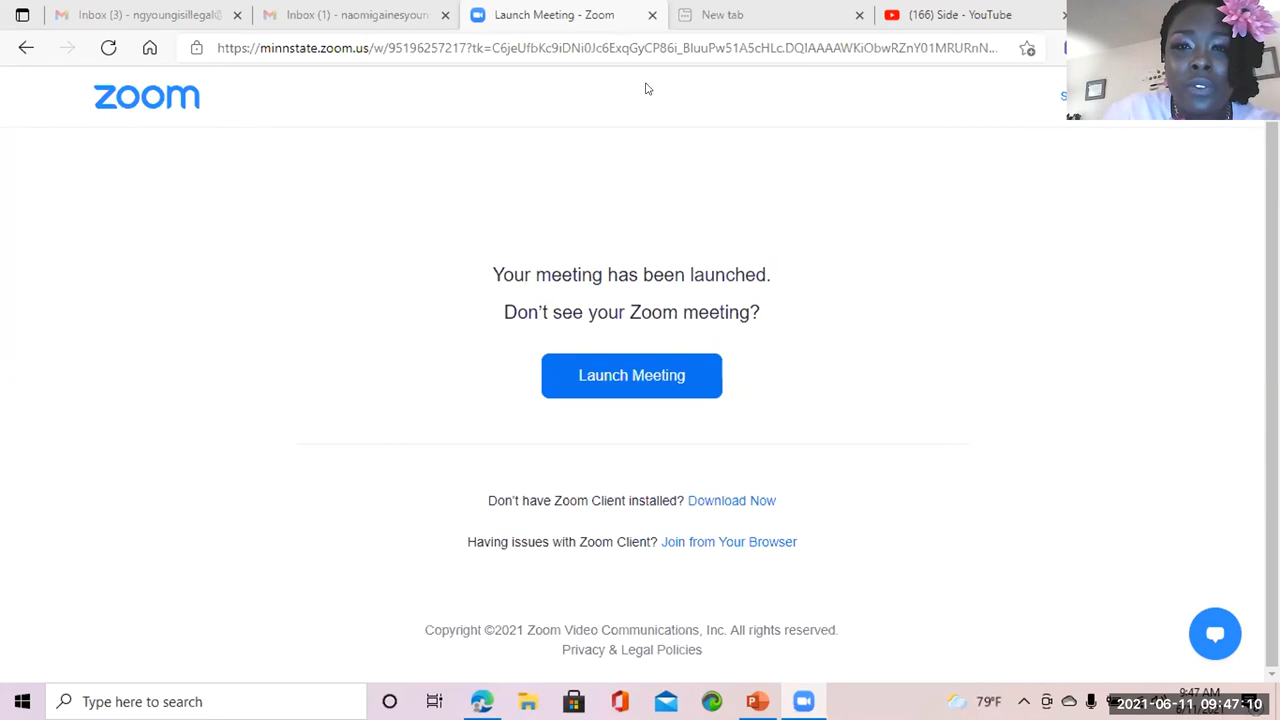 Inbox (3) - ngyoungisillegal@
Inbox (1) - naomigainesyoun
Launch Meeting - Zoom
New tab
(166) Side - YouTube
https://minnstate.zoom.us/w/95196257217?tk=C6jeUfbKc9iDNi0Jc6ExqGyCP86i_BluuPw51A5cHLc.DQIAAAAWKiObwRZnY01MRURnN...
zoom
S
Your meeting has been launched.
Don't see your Zoom meeting?
Launch Meeting
Don't have Zoom Client installed? Download Now
Having issues with Zoom Client? Join from Your Browser
Copyright ©2021 Zoom Video Communications, Inc. All rights reserved.
Privacy & Legal Policies
Type here to search
79°F
9:47 AM
2021-06-11 09:47:10